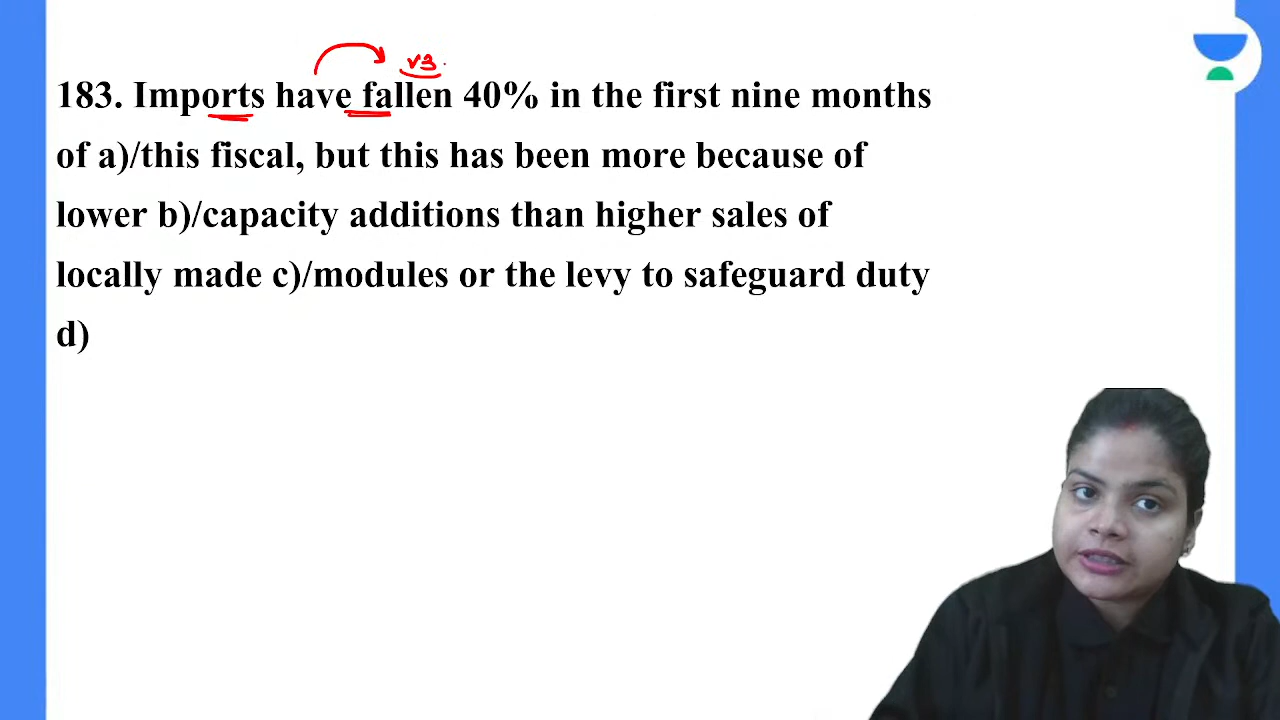 v3
183. Imports have fallen 40% in the first nine months
of a)/this fiscal, but this has been more because of
lower b)/capacity additions than higher sales of
locally made c)/modules or the levy to safeguard duty
d)